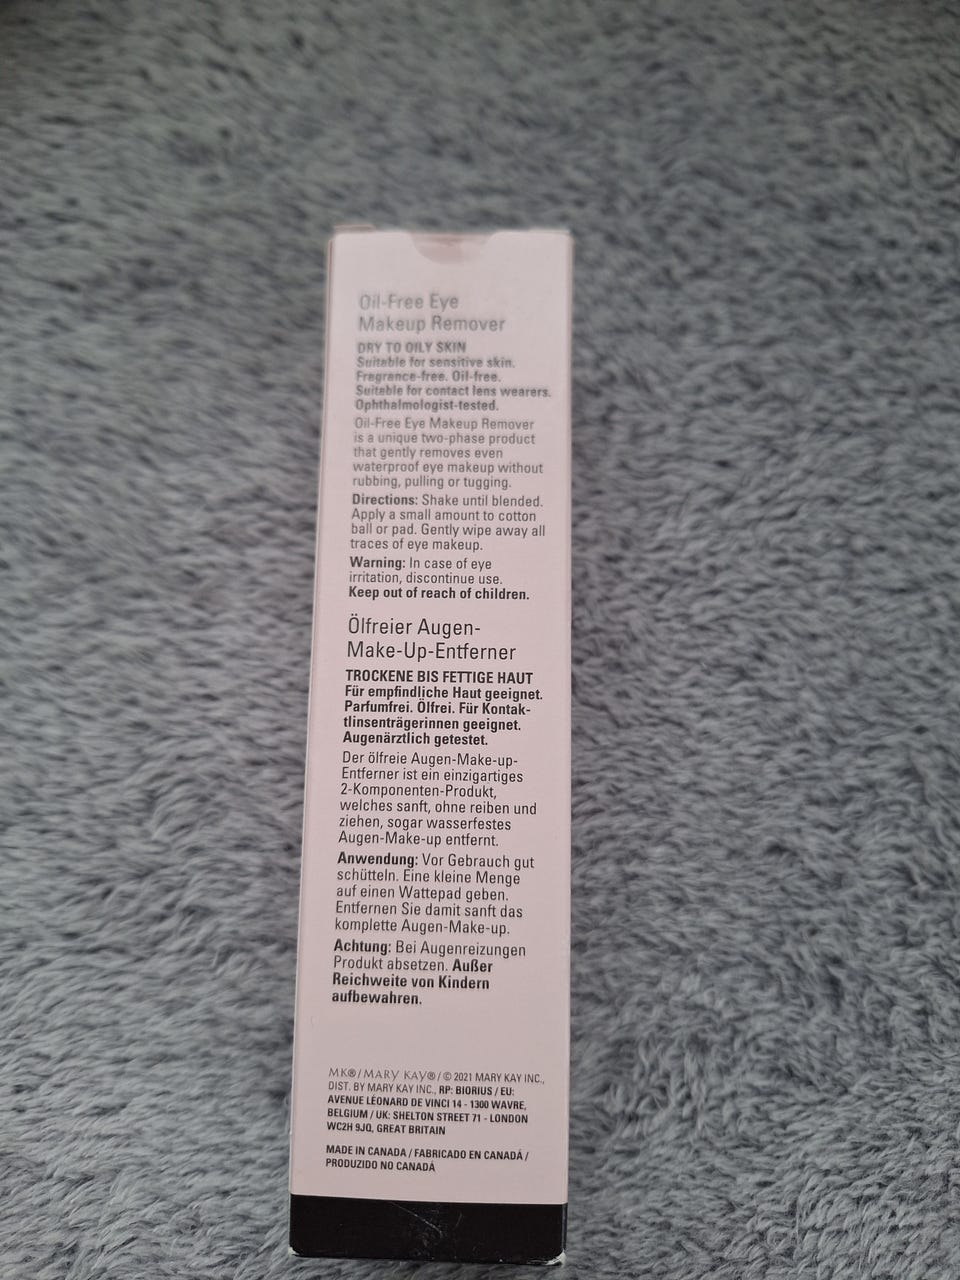 Oil-Free Eye
Makeup Remover
DRY TO OILY SKIN
Suitable for sensitive skin.
Fragrance-free. Oil-free.
Suitable for contact lens wearers.
Ophthalmologist-tested.
Oil-Free Eye Makeup Remover
is a unique two-phase product
that gently removes even
waterproof eye makeup without
rubbing, pulling or tugging.
Directions: Shake until blended.
Apply a small amount to cotton
ball or pad. Gently wipe away all
traces of eye makeup.
Warning: In case of eye
irritation, discontinue use.
Keep out of reach of children.
Ölfreier Augen-
Make-Up-Entferner
TROCKENE BIS FETTIGE HAUT
Für empfindliche Haut geeignet.
Parfumfrei. Ölfrei. Für Kontak-
tlinsenträgerinnen geeignet.
Augenärztlich getestet.
Der ölfreie Augen-Make-up-
Entferner ist ein einzigartiges
2-Komponenten-Produkt,
welches sanft, ohne reiben und
ziehen, sogar wasserfestes
Augen-Make-up entfernt.
Anwendung: Vor Gebrauch gut
schütteln. Eine kleine Menge
auf einen Wattepad geben.
Entfernen Sie damit sanft das
komplette Augen-Make-up.
Achtung: Bei Augenreizungen
Produkt absetzen. Außer
Reichweite von Kindern
aufbewahren.
MK®/MARY KAY®/© 2021 MARY KAY INC.,
DIST. BY MARY KAY INC., RP: BIORIUS / EU:
AVENUE LÉONARD DE VINCI 14 - 1300 WAVRE,
BELGIUM / UK: SHELTON STREET 71 - LONDON
WC2H 9JQ, GREAT BRITAIN
MADE IN CANADA / FABRICADO EN CANADÁ /
PRODUZIDO NO CANADÁ